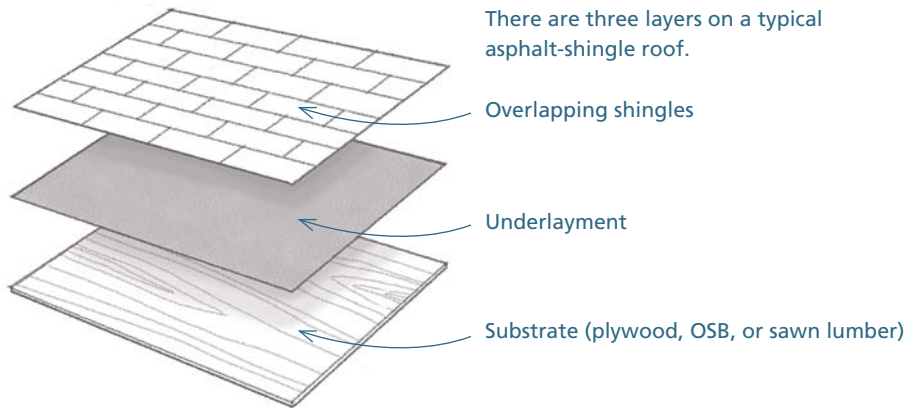 There are three layers on a typical
asphalt-shingle roof.
Overlapping shingles
Underlayment
Substrate (plywood, OSB, or sawn lumber)